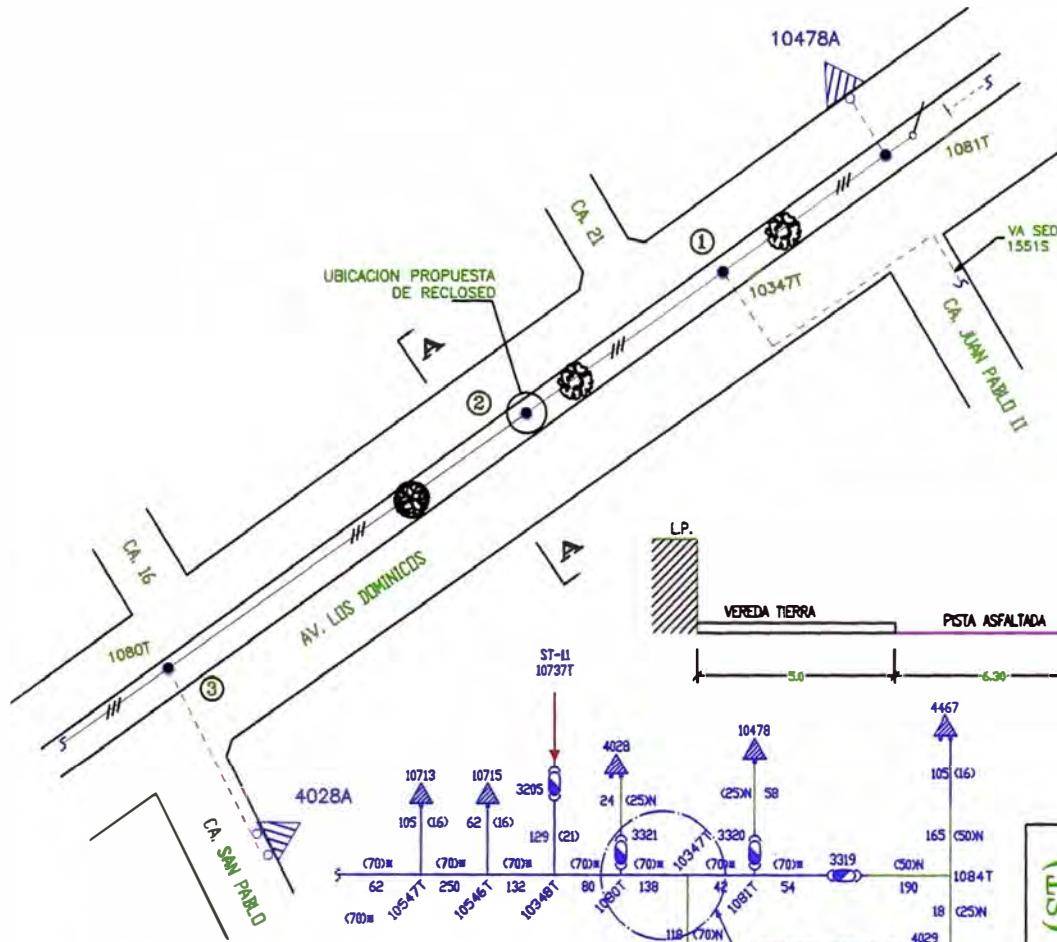 10478A
1081T
CA. 21
①
VA SED
1551S
UBICACION PROPUESTA
DE RECLOSED
10347T
CA. JUAN PABLO II
A
②
A
CA. 16
AV. LOS DOMINICOS
1080T
③
L.P.
VEREDA TIERRA
PISTA ASFALTADA
5.0
6.30
ST-11
10737T
4467
4028
10478
10713
10715
3205
24 (25)N
(25)N 58
105 (16)
4028A
105 (16)
62 (16)
129 (21)
3321
10347T
3320
165 (50)N
CA. SAN PABLO
(70)* (70)* (70)* (70)* (70)* (70)* (70)* 3319 (50)N
62 250 132 80 138 42 54 190 1084T
(70)*
10547T
10546T
10348T
1080T
1081T
118 (70)N
18 (25)N
4029
(ST)